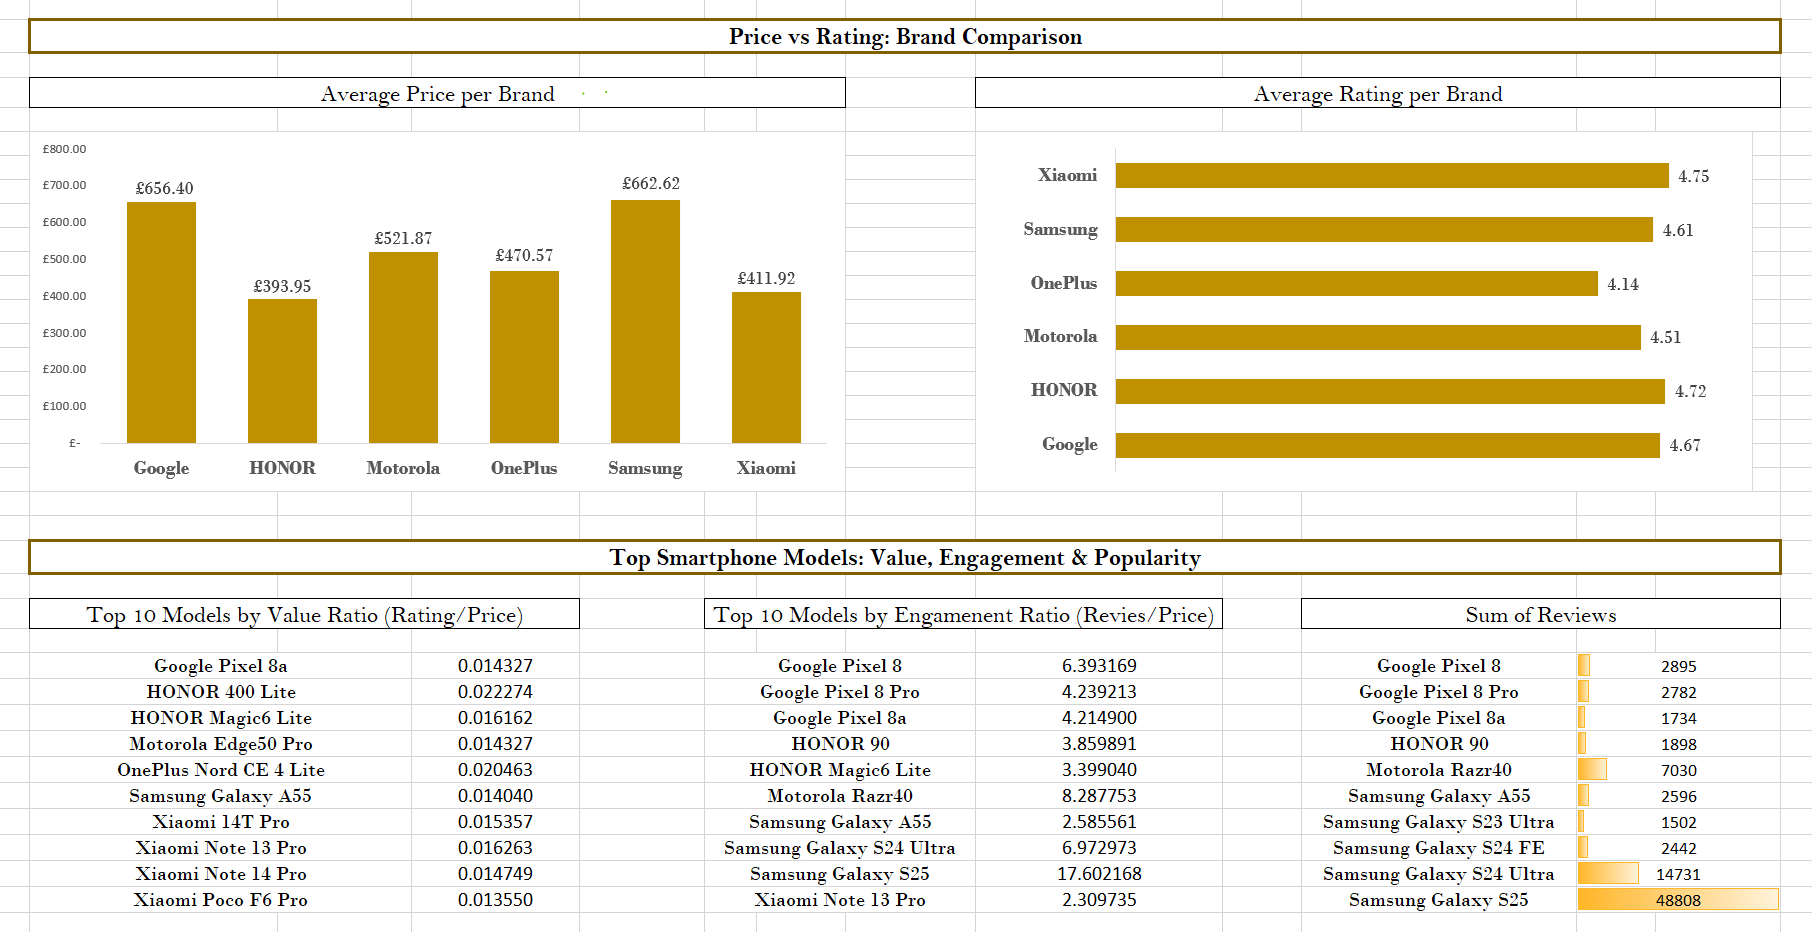 Price vs Rating: Brand Comparison
Average Price per Brand
Average Rating per Brand
£800.00
£700.00
£600.00
£500.00
£400.00
£300.00
£200.00
£100.00
£-
£656.40
£393.95
£521.87
£470.57
£662.62
£411.92
Google HONOR Motorola OnePlus Samsung Xiaomi
Xiaomi 4.75
Samsung 4.61
OnePlus 4.14
Motorola 4.51
HONOR 4.72
Google 4.67
Top Smartphone Models: Value, Engagement & Popularity
Top 10 Models by Value Ratio (Rating/Price)
Google Pixel 8a 0.014327
HONOR 400 Lite 0.022274
HONOR Magic6 Lite 0.016162
Motorola Edge50 Pro 0.014327
OnePlus Nord CE 4 Lite 0.020463
Samsung Galaxy A55 0.014040
Xiaomi 14T Pro 0.015357
Xiaomi Note 13 Pro 0.016263
Xiaomi Note 14 Pro 0.014749
Xiaomi Poco F6 Pro 0.013550
Top 10 Models by Engamenent Ratio (Revies/Price)
Google Pixel 8 6.393169
Google Pixel 8 Pro 4.239213
Google Pixel 8a 4.214900
HONOR 90 3.859891
HONOR Magic6 Lite 3.399040
Motorola Razr40 8.287753
Samsung Galaxy A55 2.585561
Samsung Galaxy S24 Ultra 6.972973
Samsung Galaxy S25 17.602168
Xiaomi Note 13 Pro 2.309735
Sum of Reviews
Google Pixel 8 2895
Google Pixel 8 Pro 2782
Google Pixel 8a 1734
HONOR 90 1898
Motorola Razr40 7030
Samsung Galaxy A55 2596
Samsung Galaxy S23 Ultra 1502
Samsung Galaxy S24 FE 2442
Samsung Galaxy S24 Ultra 14731
Samsung Galaxy S25 48808